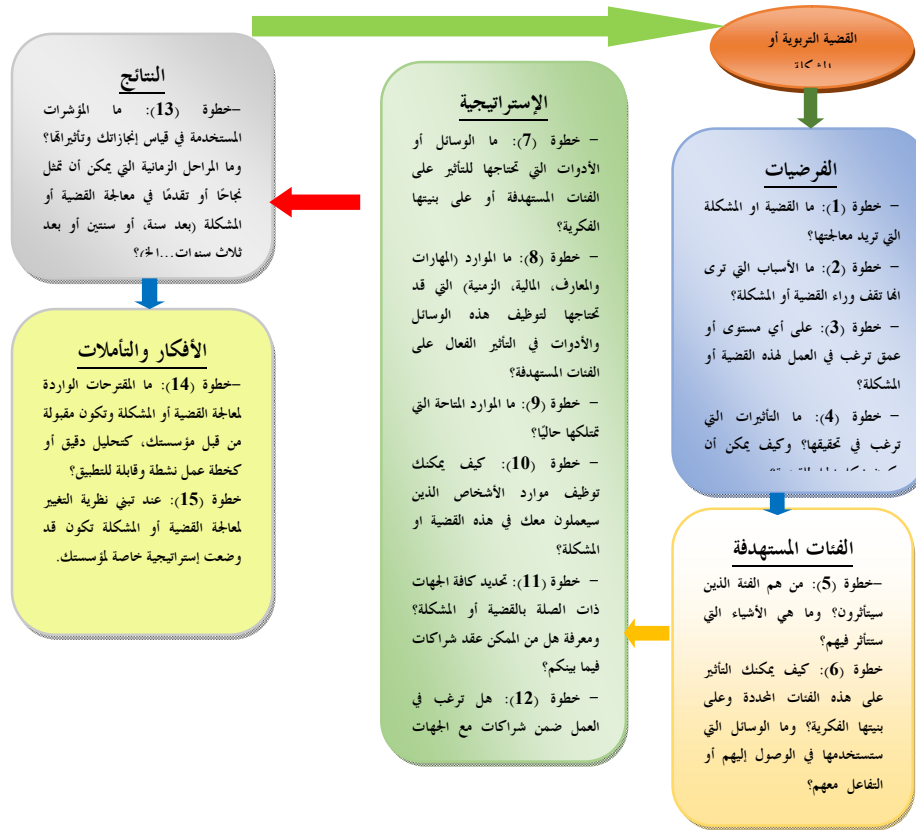 القضية التربوية أو
الفرضيات
– خطوة (1): ما القضية او المشكلة
التي تريد معالجتها؟
– خطوة (2): ما الأسباب التي ترى
انها تقف وراء القضية أو المشكلة؟
– خطوة (3): على أي مستوى أو
عمق ترغب في العمل لهذه القضية أو
المشكلة؟
– خطوة (4): ما التأثيرات التي
ترغب في تحقيقها؟ وكيف يمكن أن
الفئات المستهدفة
–خطوة (5): من هم الفئة الذين
سيتأثرون؟ وما هي الأشياء التي
ستتأثر فيهم؟
خطوة (6): كيف يمكنك التأثير
على هذه الفئات المحددة وعلى
بنيتها الفكرية؟ وما الوسائل التي
ستستخدمها في الوصول إليهم أو
التفاعل معهم؟
الإستراتيجية
– خطوة (7): ما الوسائل أو
الأدوات التي تحتاجها للتأثير على
الفئات المستهدفة أو على بنيتها
الفكرية؟
– خطوة (8): ما الموارد (المهارات
والمعارف، المالية، الزمنية) التي قد
تحتاجها لتوظيف هذه الوسائل
والأدوات في التأثير الفعال على
الفئات المستهدفة؟
– خطوة (9): ما الموارد المتاحة التي
تمتلكها حاليًا؟
– خطوة (10): كيف يمكنك
توظيف موارد الأشخاص الذين
سيعملون معك في هذه القضية او
المشكلة؟
– خطوة (11): تحديد كافة الجهات
ذات الصلة بالقضية أو المشكلة؟
ومعرفة هل من الممكن عقد شراكات
فيما بينكم؟
– خطوة (12): هل ترغب في
العمل ضمن شراكات مع الجهات
النتائج
–خطوة (13): ما المؤشرات
المستخدمة في قياس إنجازاتك وتأثيراتها؟
وما المراحل الزمانية التي يمكن أن تمثل
نجاحًا أو تقدمًا في معالجة القضية أو
المشكلة (بعد سنة، أو سنتين أو بعد
ثلاث سنوات...الخ)؟
الأفكار والتأملات
–خطوة (14): ما المقترحات الواردة
لمعالجة القضية أو المشكلة وتكون مقبولة
من قبل مؤسستك، كتحليل دقيق أو
كخطة عمل نشطة وقابلة للتطبيق؟
خطوة (15): عند تبني نظرية التغيير
لمعالجة القضية أو المشكلة تكون قد
وضعت إستراتيجية خاصة لمؤسستك.